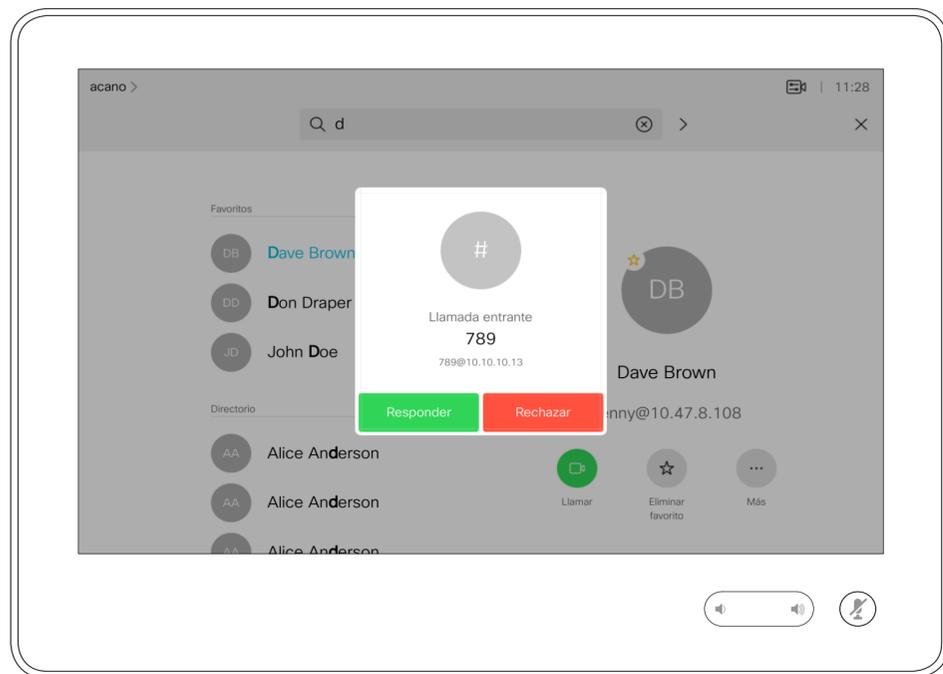 acano >
11:28
d
Favoritos
DB Dave Brown
DD Don Draper
JD John Doe
Directorio
AA Alice Anderson
AA Alice Anderson
AA Alice Anderson
#
Llamada entrante
789
789@10.10.10.13
Responder Rechazar
DB
Dave Brown
nny@10.47.8.108
Llamar
Eliminar
favorito
Más